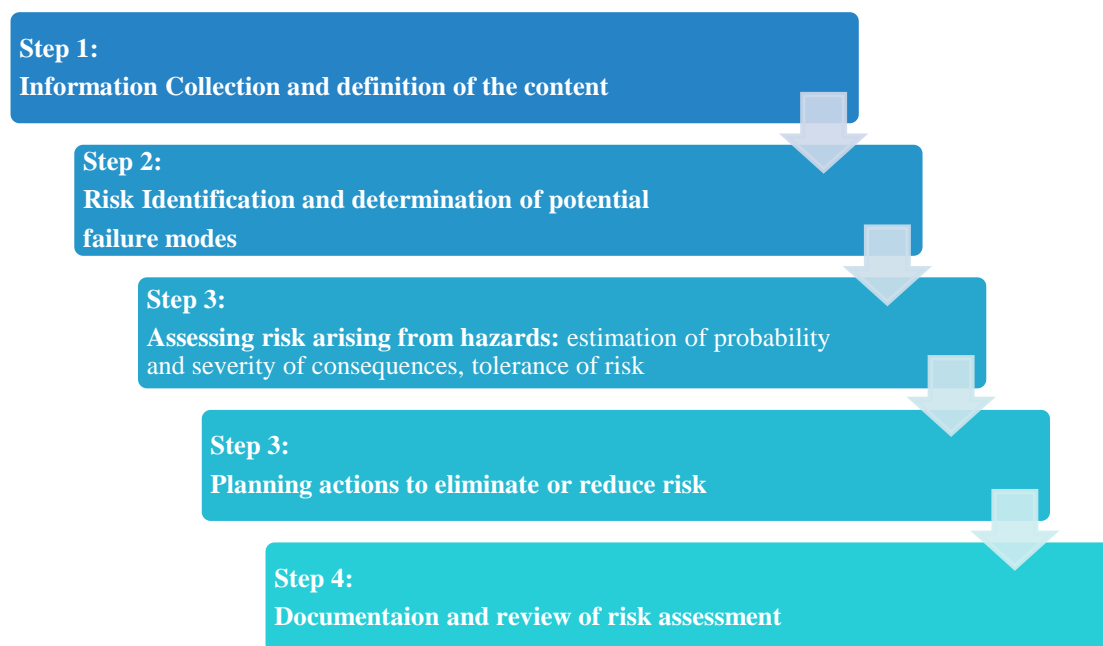 Step 1:
Information Collection and definition of the content
Step 2:
Risk Identification and determination of potential
failure modes
Step 3:
Assessing risk arising from hazards: estimation of probability
and severity of consequences, tolerance of risk
Step 3:
Planning actions to eliminate or reduce risk
Step 4:
Documentaion and review of risk assessment